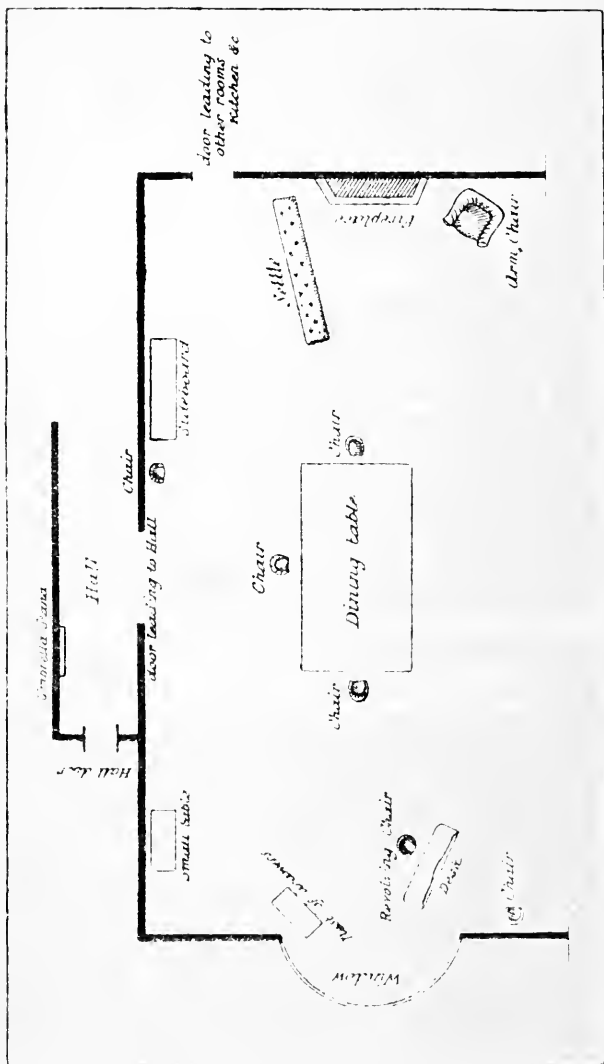 door leading to
other rooms
Kitchen &c
Fireplace
Arm, Chair
Settle
Sideboard
Chair
Hall
door leading to Hall
Hall door
Chair
Chair
Dining table
Chair
Small table
Revolving Chair
Desk
Chair
Window